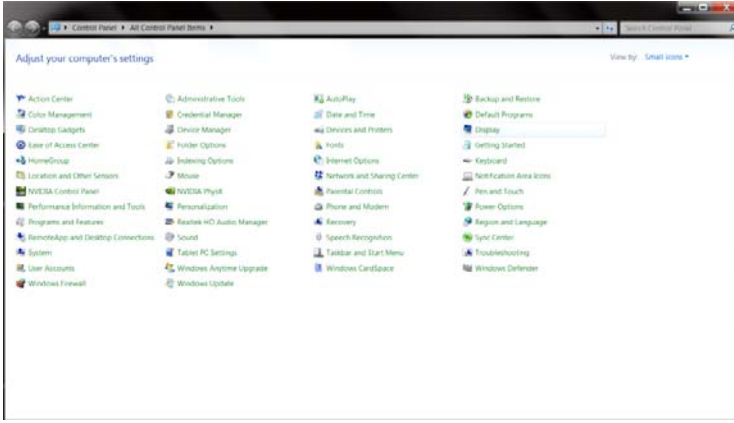 Control Panel ▸ All Control Panel Items ▸ Search Control Panel
Adjust your computer's settings View by: Small icons
Action Center Administrative Tools AutoPlay Backup and Restore
Color Management Credential Manager Date and Time Default Programs
Desktop Gadgets Device Manager Devices and Printers Display
Ease of Access Center Folder Options Fonts Getting Started
HomeGroup Indexing Options Internet Options Keyboard
Location and Other Sensors Mouse Network and Sharing Center Notification Area Icons
NVIDIA Control Panel NVIDIA PhysX Parental Controls Pen and Touch
Performance Information and Tools Personalization Phone and Modem Power Options
Programs and Features Realtek HD Audio Manager Recovery Region and Language
RemoteApp and Desktop Connections Sound Speech Recognition Sync Center
System Tablet PC Settings Taskbar and Start Menu Troubleshooting
User Accounts Windows Anytime Upgrade Windows CardSpace Windows Defender
Windows Firewall Windows Update